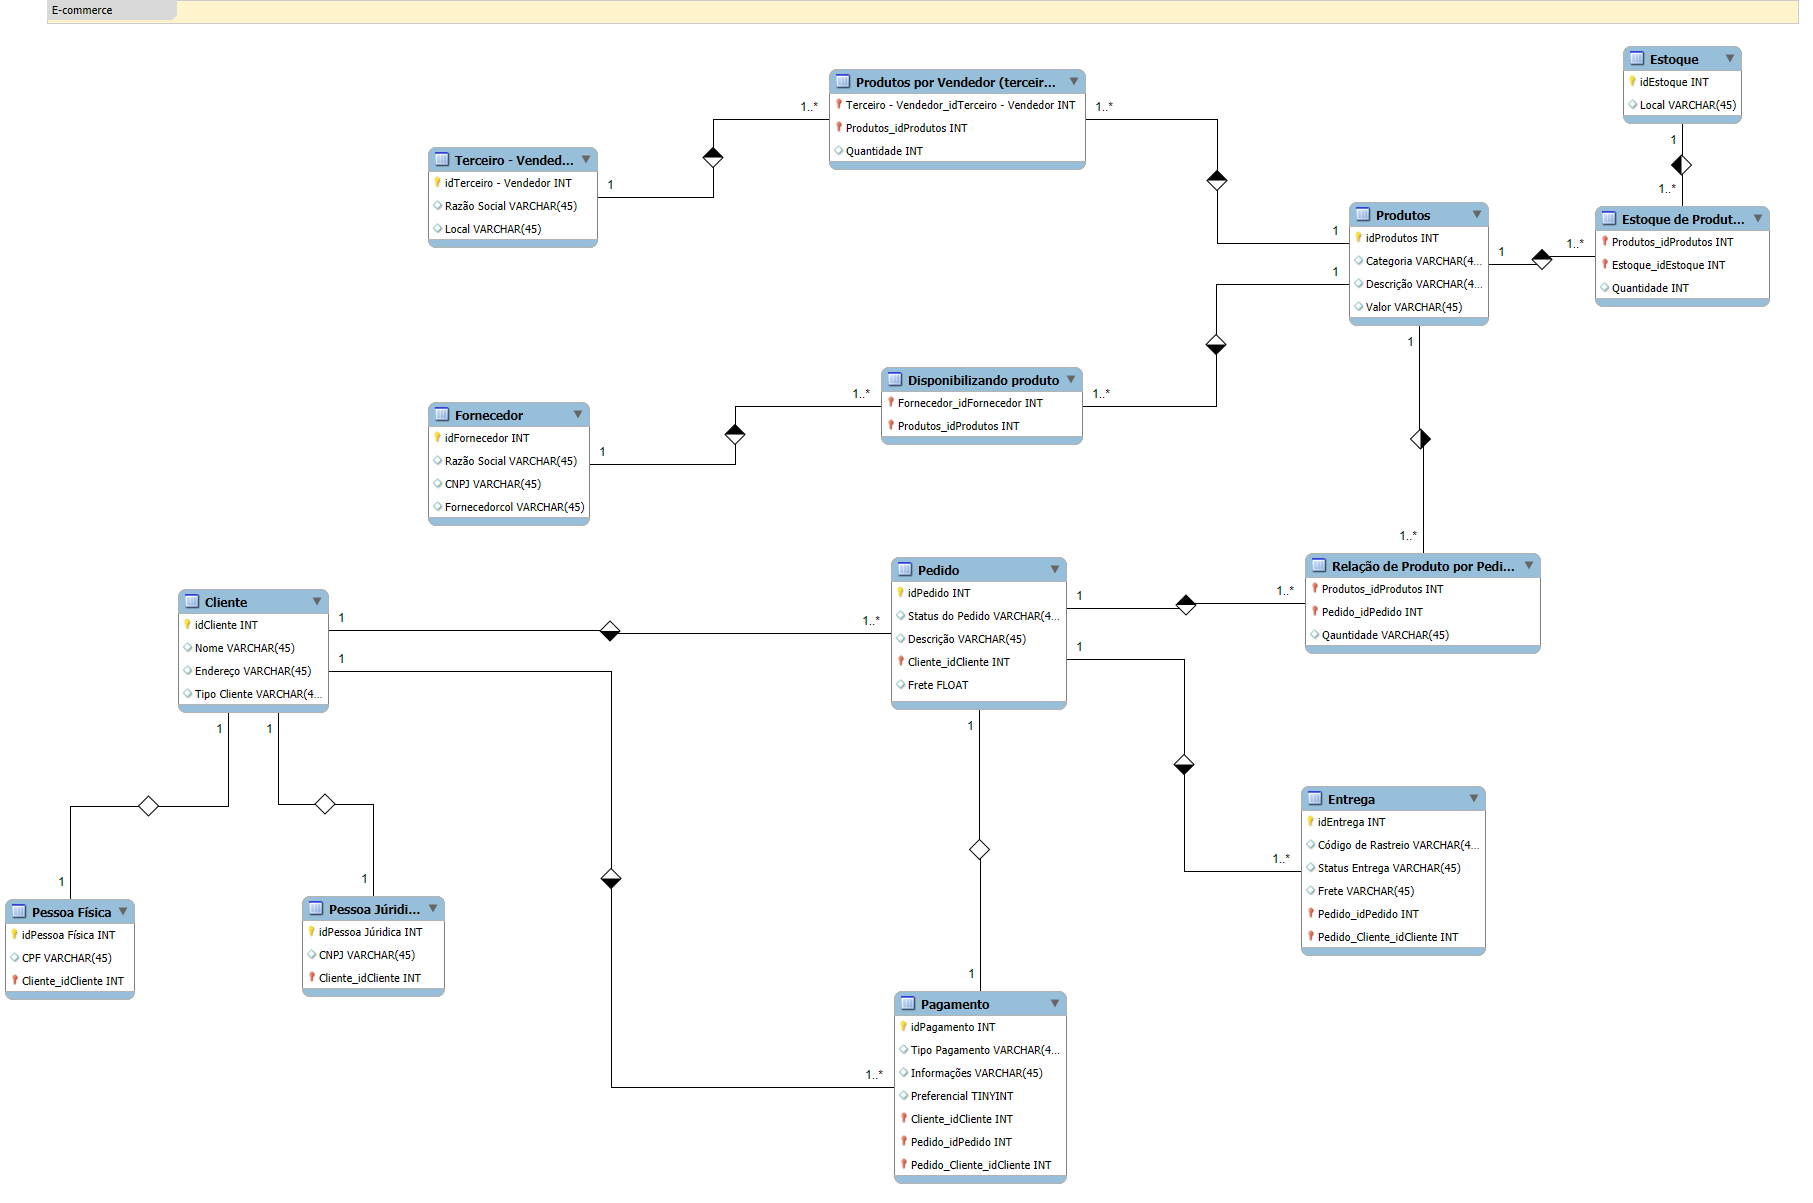 E-commerce
Estoque
idEstoque INT
Local VARCHAR(45)
1
1..*
Produtos por Vendedor (terceir...
Terceiro - Vendedor_idTerceiro - Vendedor INT
Produtos_idProdutos INT
Quantidade INT
1..*
1..*
Terceiro - Vended...
idTerceiro - Vendedor INT
Razão Social VARCHAR(45)
Local VARCHAR(45)
1
Produtos
idProdutos INT
Categoria VARCHAR(4...
Descrição VARCHAR(4...
Valor VARCHAR(45)
1
1
1
1
Estoque de Produt...
Produtos_idProdutos INT
Estoque_idEstoque INT
Quantidade INT
1..*
Disponibilizando produto
Fornecedor_idFornecedor INT
Produtos_idProdutos INT
1..*
1..*
Fornecedor
idFornecedor INT
Razão Social VARCHAR(45)
CNPJ VARCHAR(45)
Fornecedorcol VARCHAR(45)
1
Relação de Produto por Pedi...
Produtos_idProdutos INT
Pedido_idPedido INT
Qauntidade VARCHAR(45)
1..*
1..*
Pedido
idPedido INT
Status do Pedido VARCHAR(4...
Descrição VARCHAR(45)
Cliente_idCliente INT
Frete FLOAT
1..*
1
1
1
Cliente
idCliente INT
Nome VARCHAR(45)
Endereço VARCHAR(45)
Tipo Cliente VARCHAR(4...
1
1
1
1
Entrega
idEntrega INT
Código de Rastreio VARCHAR(4...
Status Entrega VARCHAR(45)
Frete VARCHAR(45)
Pedido_idPedido INT
Pedido_Cliente_idCliente INT
1..*
Pessoa Física
idPessoa Física INT
CPF VARCHAR(45)
Cliente_idCliente INT
1
Pessoa Júridi...
idPessoa Júridica INT
CNPJ VARCHAR(45)
Cliente_idCliente INT
1
Pagamento
idPagamento INT
Tipo Pagamento VARCHAR(4...
Informações VARCHAR(45)
Preferencial TINYINT
Cliente_idCliente INT
Pedido_idPedido INT
Pedido_Cliente_idCliente INT
1
1..*